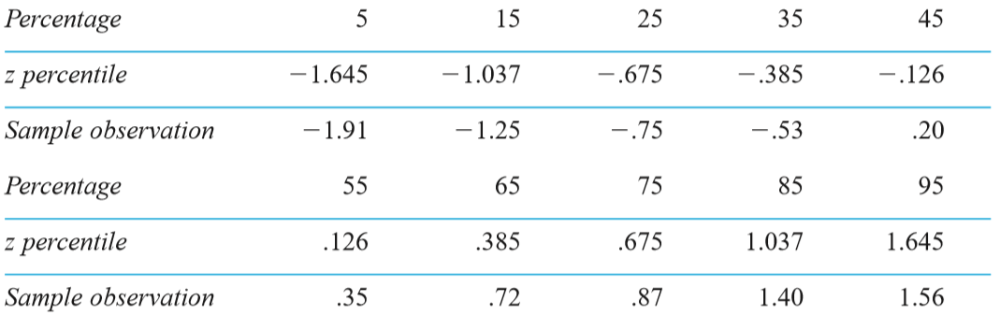 Percentage 5 15 25 35 45
z percentile −1.645 −1.037 −.675 −.385 −.126
Sample observation −1.91 −1.25 −.75 −.53 .20
Percentage 55 65 75 85 95
z percentile .126 .385 .675 1.037 1.645
Sample observation .35 .72 .87 1.40 1.56